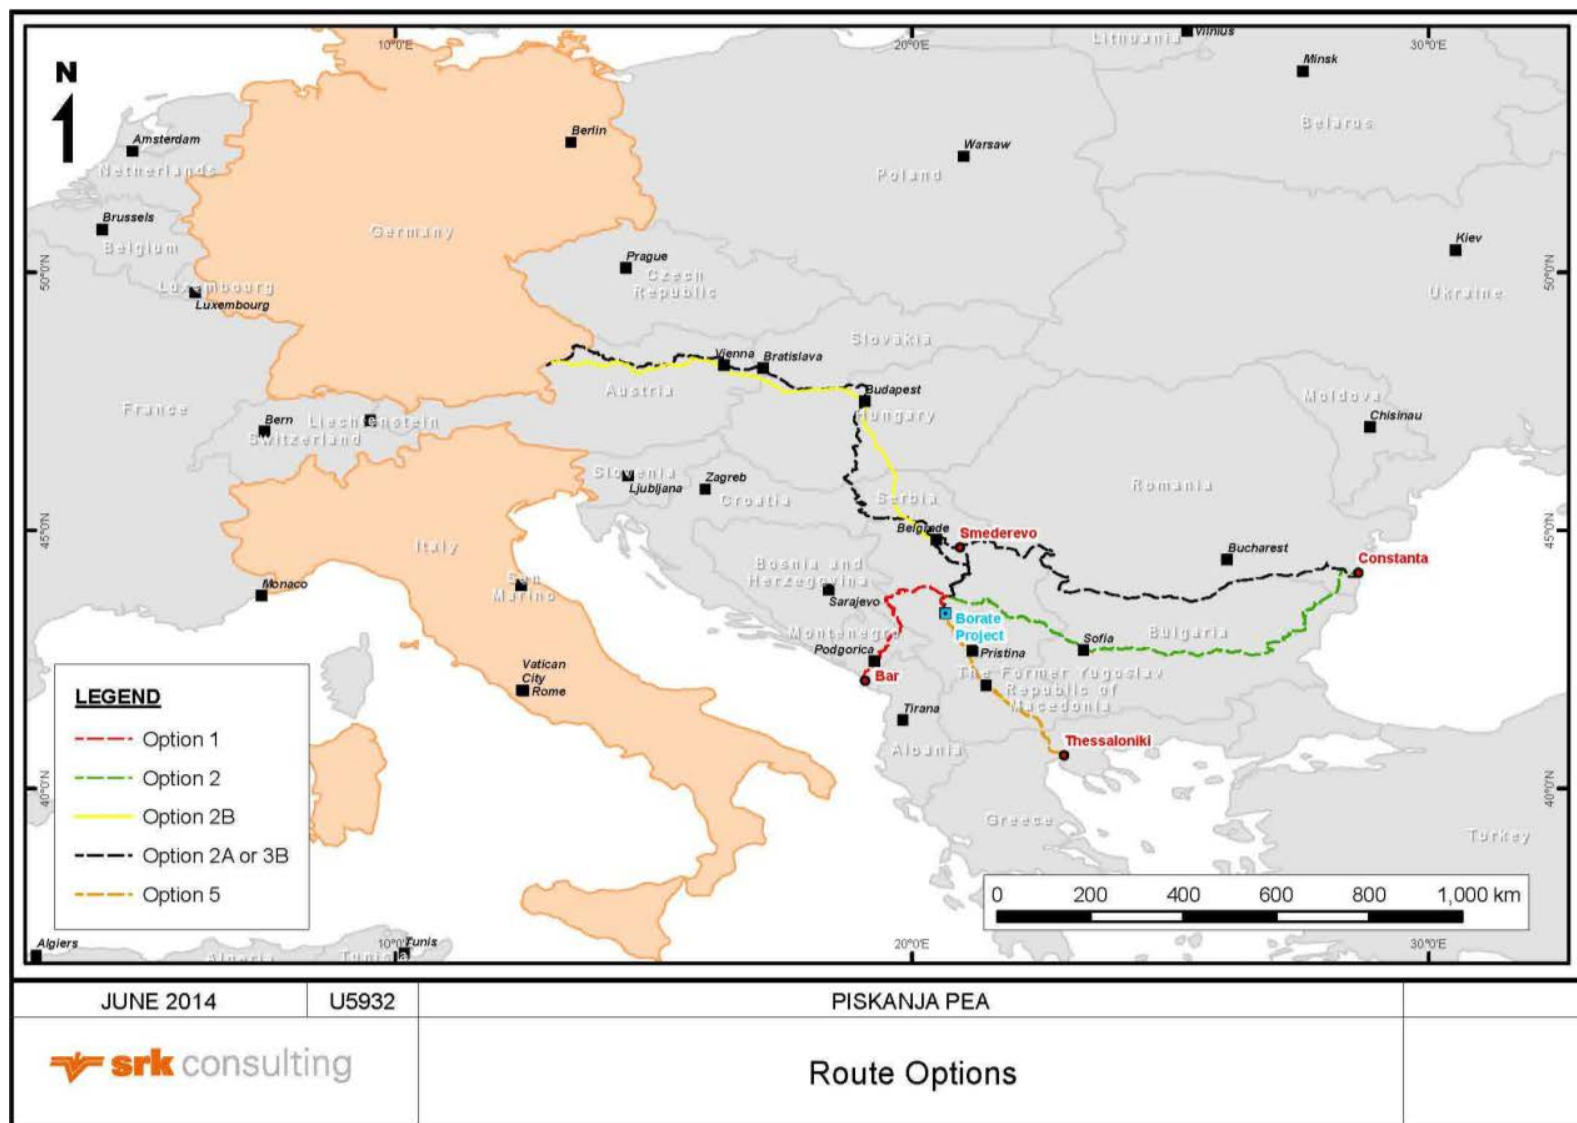 10°0'E
20°0'E
30°0'E
N
Lithuania
Vilnius
Minsk
Belarus
Amsterdam
Netherlands
Berlin
Warsaw
Poland
Brussels
Belgium
Germany
Kiev
Ukraine
50°0'N
50°0'N
Prague
Czech
Republic
Luxembourg
Luxembourg
Slovakia
Vienna
Bratislava
Austria
Budapest
Hungary
Moldova
Chisinau
France
Bern
Liechtenstein
Switzerland
Slovenia
Ljubljana
Zagreb
Croatia
Serbia
Romania
45°0'N
45°0'N
Belgrade
Smederevo
Bucharest
Constanta
Italy
Monaco
San
Marino
Bosnia and
Herzegovina
Sarajevo
Borate
Project
Montenegro
Podgorica
Sofia
Bulgaria
Pristina
Bar
The Former Yugoslav
Republic of
Macedonia
Vatican
City
Rome
Tirana
Albania
Thessaloniki
40°0'N
40°0'N
Greece
Turkey
LEGEND
Option 1
Option 2
Option 2B
Option 2A or 3B
Option 5
0 200 400 600 800 1,000 km
Algiers
Algeria
Tunisia
Tunis
10°0'E
20°0'E
30°0'E
JUNE 2014
U5932
PISKANJA PEA
srk consulting
Route Options